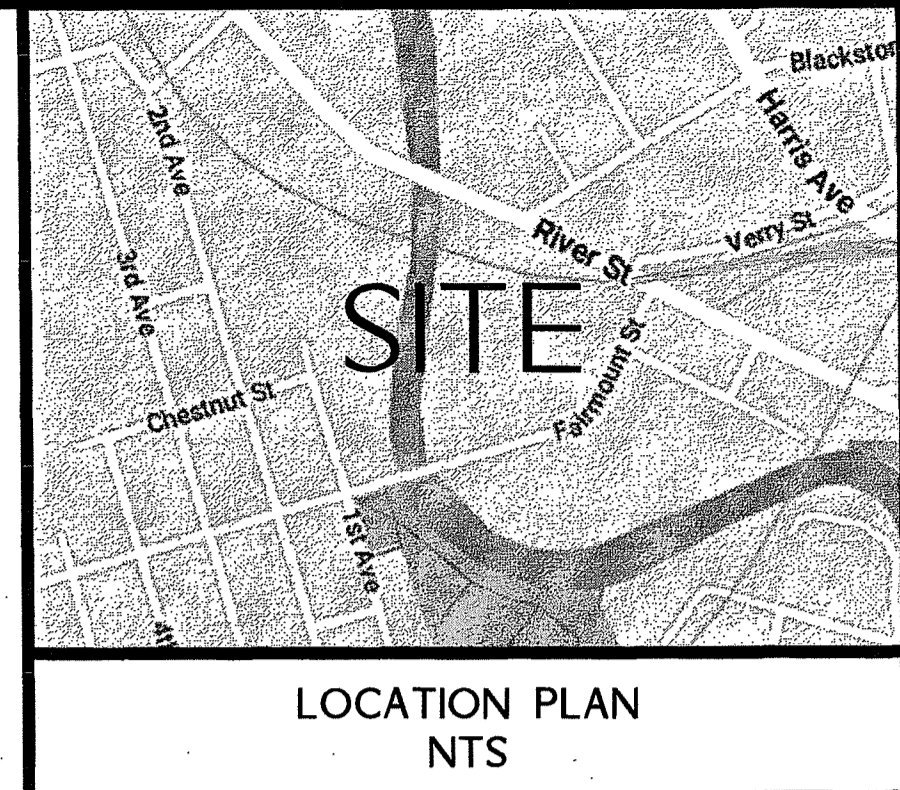 Blackston
Harris Ave
2nd Ave
Verry St
River St
3rd Ave
SITE
Fairmount St
Chestnut St
1st Ave
4th
LOCATION PLAN
NTS